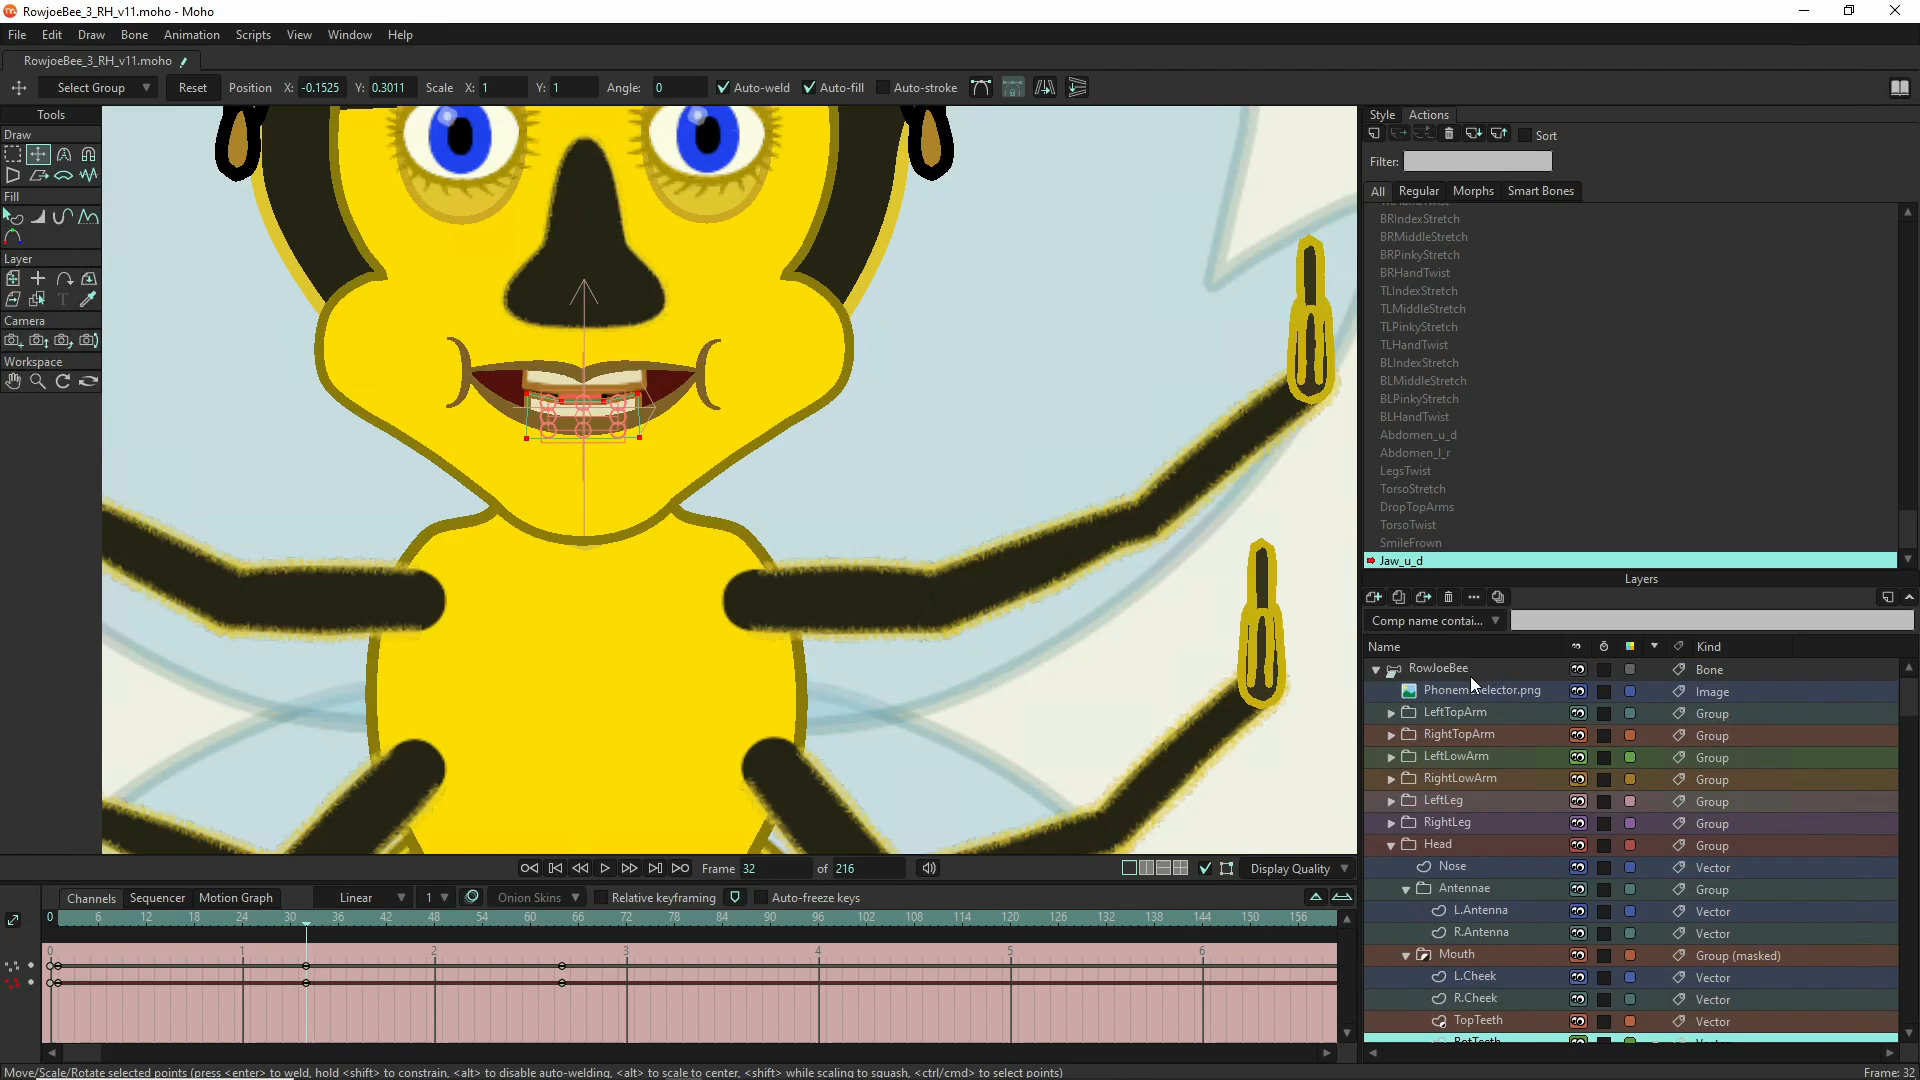 RowjoeBee_3_RH_v11.moho - Moho
File Edit Draw Bone Animation Scripts View Window Help
RowjoeBee_3_RH_v11.moho
Select Group Reset Position X: -0.1525 Y: 0.3011 Scale X: 1 Y: 1 Angle: 0 Auto-weld Auto-fill Auto-stroke
Tools
Draw
Fill
Layer
Camera
Workspace
Style Actions
Sort
Filter:
All Regular Morphs Smart Bones
BRIndexStretch
BRMiddleStretch
BRPinkyStretch
BRHandTwist
TLIndexStretch
TLMiddleStretch
TLPinkyStretch
TLHandTwist
BLIndexStretch
BLMiddleStretch
BLPinkyStretch
BLHandTwist
Abdomen_u_d
Abdomen_l_r
LegsTwist
TorsoStretch
DropTopArms
TorsoTwist
SmileFrown
Jaw_u_d
Layers
Comp name contai...
Name Kind
RowJoeBee Bone
Phonem elector.png Image
LeftTopArm Group
RightTopArm Group
LeftLowArm Group
RightLowArm Group
LeftLeg Group
RightLeg Group
Head Group
Nose Vector
Antennae Group
L.Antenna Vector
R.Antenna Vector
Mouth Group (masked)
L.Cheek Vector
R.Cheek Vector
TopTeeth Vector
Frame 32 of 216 Display Quality
Channels Sequencer Motion Graph Linear 1 Onion Skins Relative keyframing Auto-freeze keys
0 6 12 18 24 30 36 42 48 54 60 66 72 78 84 90 96 102 108 114 120 126 132 138 144 150 156
0 1 2 3 4 5 6
Move/Scale/Rotate selected points (press <enter> to weld, hold <shift> to constrain, <alt> to disable auto-welding, <alt> to scale to center, <shift> while scaling to squash, <ctrl/cmd> to select points) Frame: 32